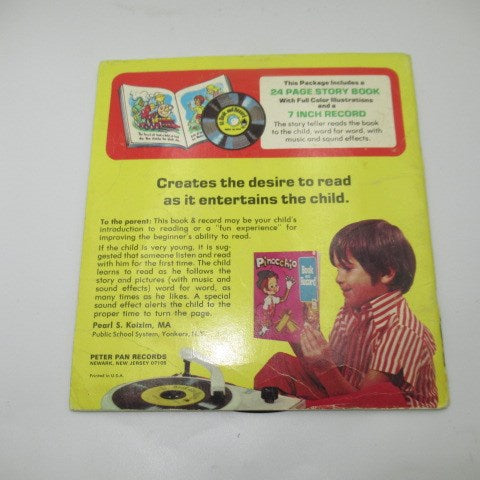 This Package Includes a
24 PAGE STORY BOOK
With Full Color Illustrations
and a
7 INCH RECORD
The story teller reads the book
to the child, word for word, with
music and sound effects.
Creates the desire to read
as it entertains the child.
To the parent: This book & record may be your child's
introduction to reading or a "fun experience" for
improving the beginner's ability to read.
If the child is very young, it is sug-
gested that someone listen and read
with him for the first time. The child
learns to read as he follows the
story and pictures (with music and
sound effects) word for word, as
many times as he likes. A special
sound effect alerts the child to the
proper time to turn the page.
Pearl S. Kaizim, MA
Public School System, Yonkers, N.Y.
PETER PAN RECORDS
NEWARK, NEW JERSEY 07105
Printed in U.S.A.
Pinocchio
Book
and
Record